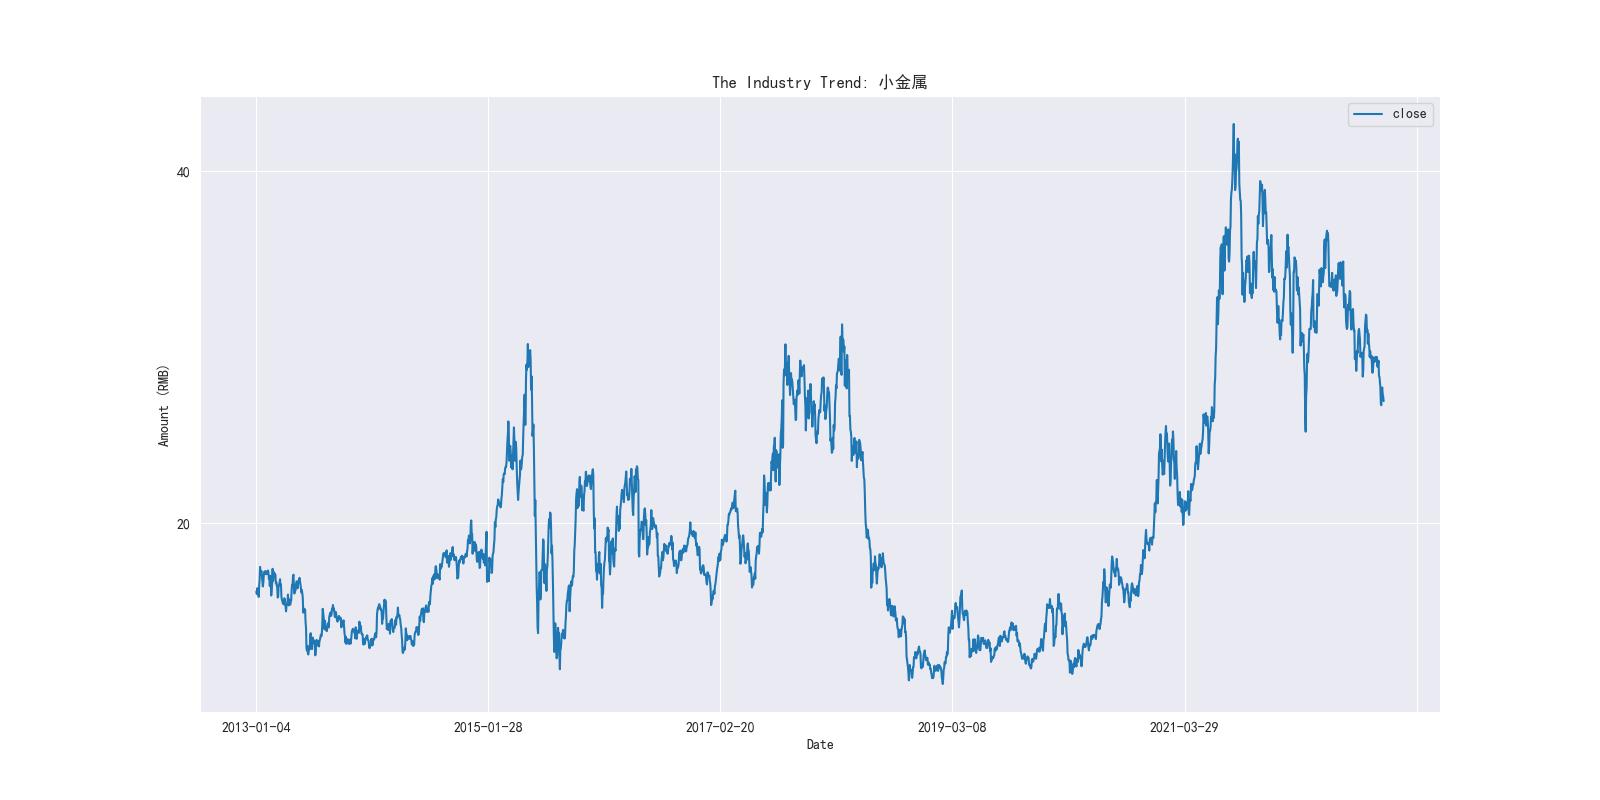 The Industry Trend: 小金属
close
40
20
Amount (RMB)
2013-01-04 2015-01-28 2017-02-20 2019-03-08 2021-03-29
Date